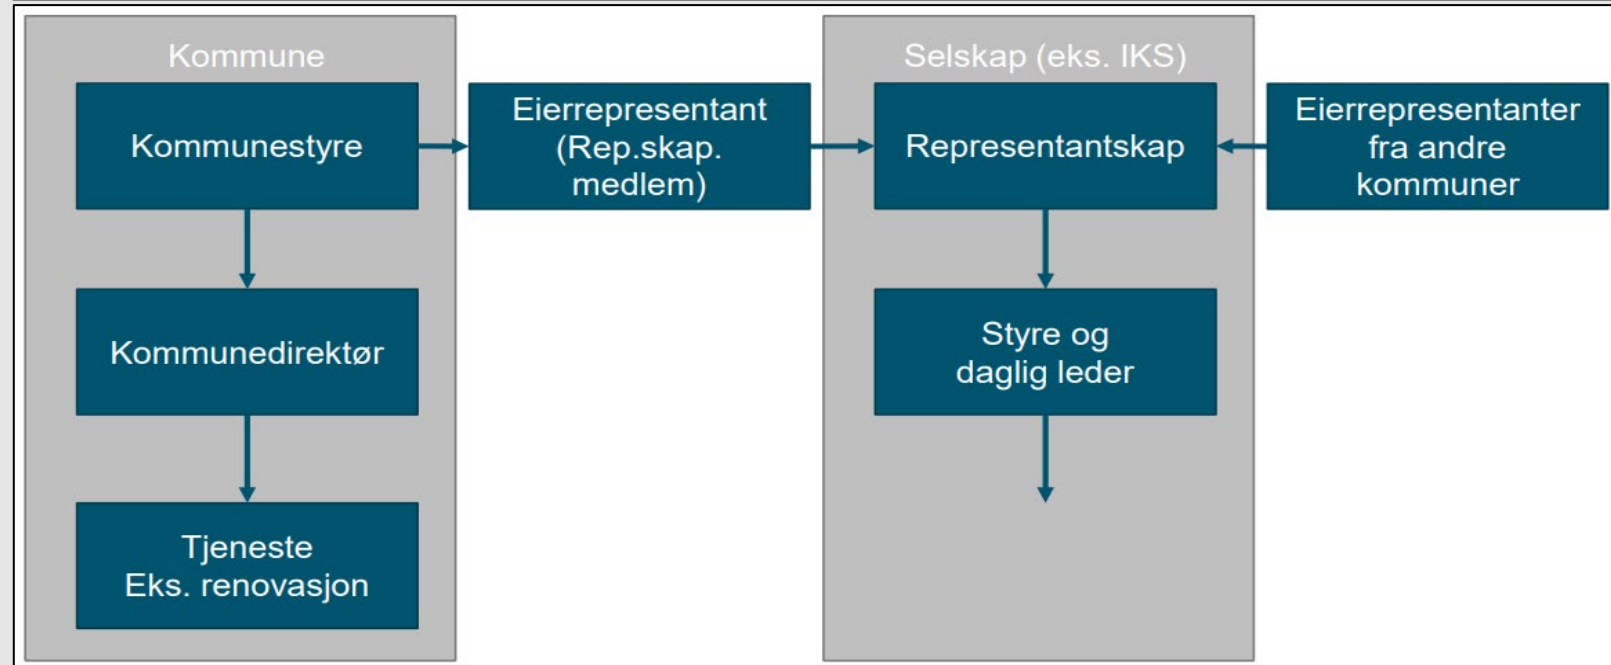 Kommune
Selskap (eks. IKS)
Kommunestyre
Eierrepresentant
(Rep.skap.
medlem)
Representantskap
Eierrepresentanter
fra andre
kommuner
Kommunedirektør
Styre og
daglig leder
Tjeneste
Eks. renovasjon